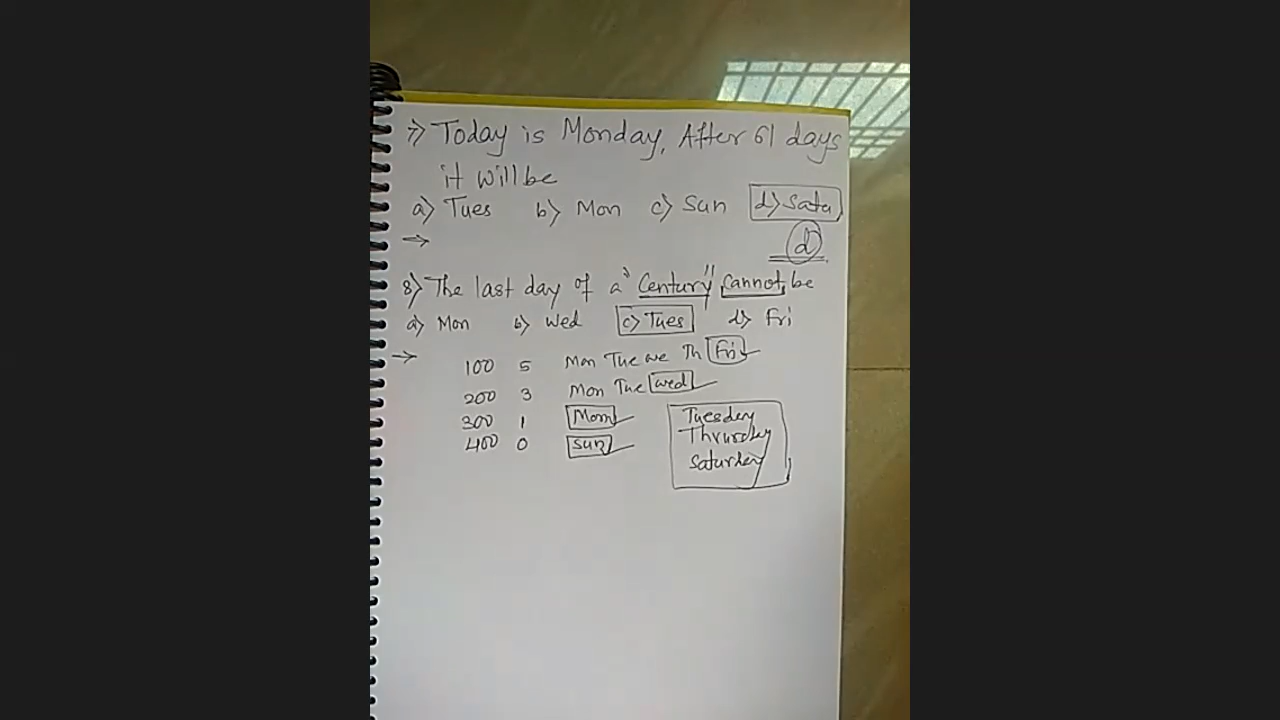 7) Today is Monday, After 61 days
it will be
a) Tues b) Mon c) Sun d) Satu
→ d
8) The last day of a "Century" cannot be
a) Mon b) Wed c) Tues d) Fri
→
100 5 Mon Tue we Th Fri
200 3 Mon Tue Wed
300 1 Mon
400 0 Sun
Tuesday
Thrursday
Saturday